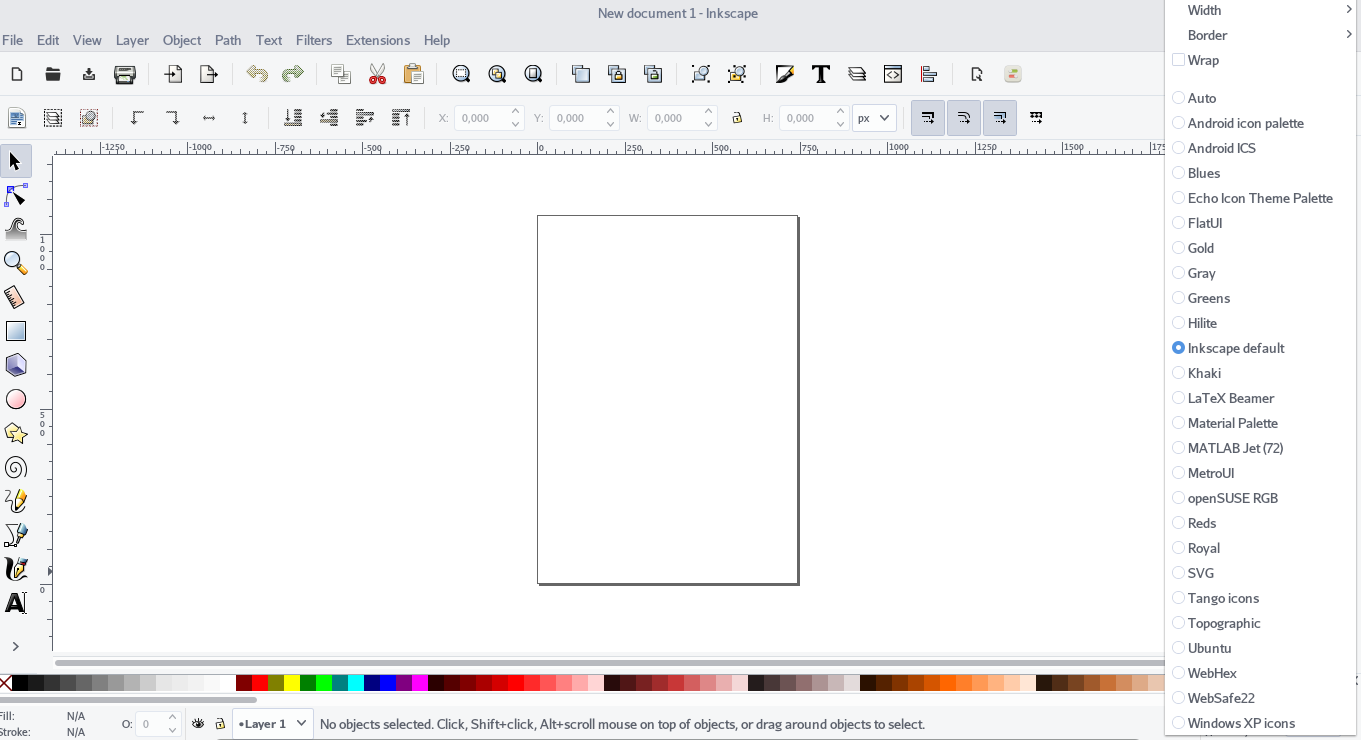 New document 1 - Inkscape
File Edit View Layer Object Path Text Filters Extensions Help
X: 0,000 Y: 0,000 W: 0,000 H: 0,000 px
-1250 -1000 -750 -500 -250 0 250 500 750 1000 1250 1500 175
1000
500
0
Fill: N/A
Stroke: N/A
O: 0
•Layer 1
No objects selected. Click, Shift+click, Alt+scroll mouse on top of objects, or drag around objects to select.
Width
Border
Wrap
Auto
Android icon palette
Android ICS
Blues
Echo Icon Theme Palette
FlatUI
Gold
Gray
Greens
Hilite
Inkscape default
Khaki
LaTeX Beamer
Material Palette
MATLAB Jet (72)
MetroUI
openSUSE RGB
Reds
Royal
SVG
Tango icons
Topographic
Ubuntu
WebHex
WebSafe22
Windows XP icons